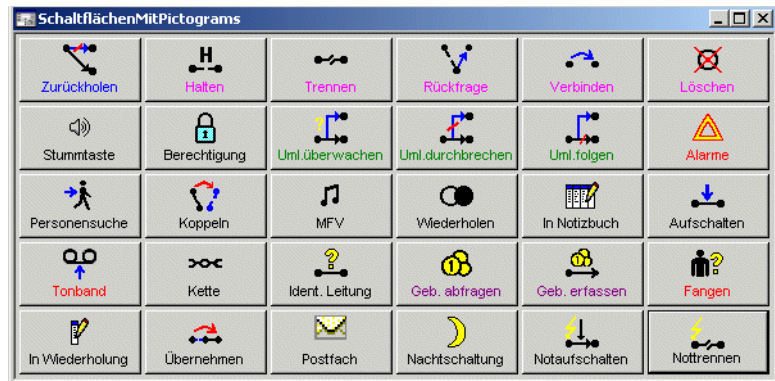 SchaltflächenMitPictograms
Zurückholen
H
Halten
Trennen
Rückfrage
Verbinden
Löschen
Stummtaste
Berechtigung
?
Uml.überwachen
Uml.durchbrechen
Uml.folgen
Alarme
Personensuche
Koppeln
MFV
Wiederholen
In Notizbuch
Aufschalten
Tonband
Kette
?
Ident. Leitung
1
Geb. abfragen
1
Geb. erfassen
?
Fangen
In Wiederholung
Übernehmen
Postfach
Nachtschaltung
Notaufschalten
Nottrennen